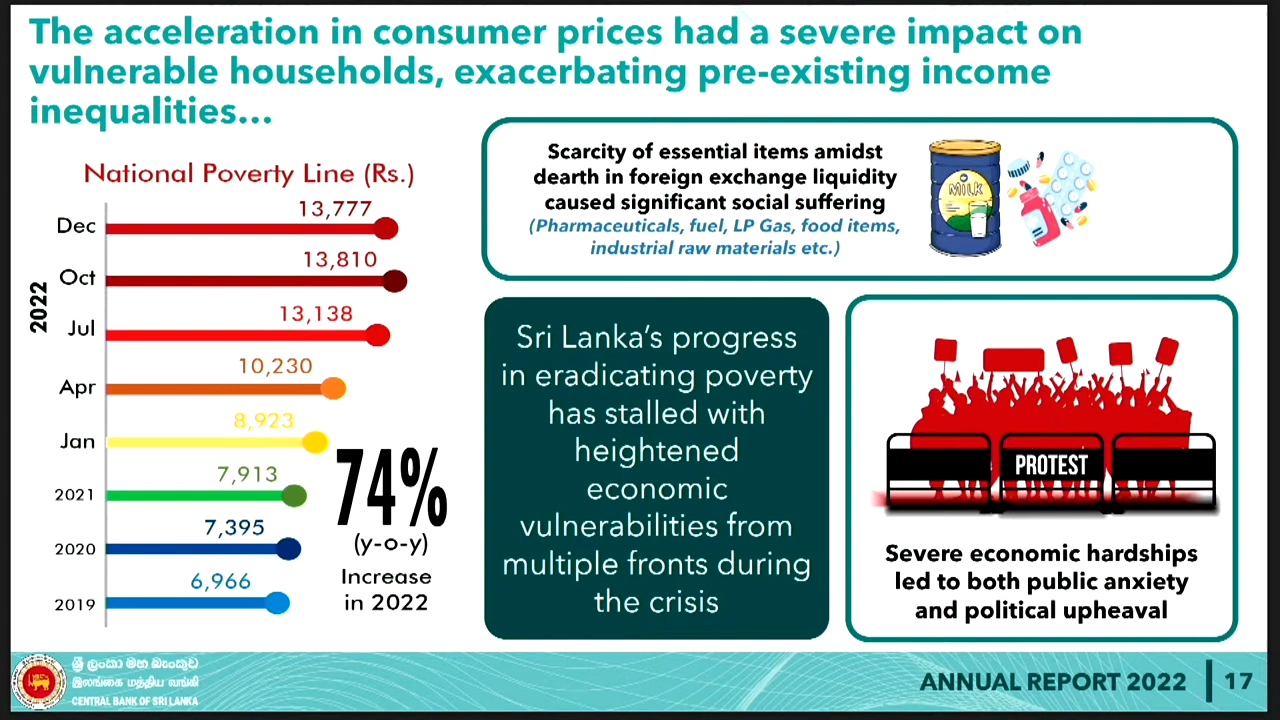 The acceleration in consumer prices had a severe impact on
vulnerable households, exacerbating pre-existing income
inequalities...
National Poverty Line (Rs.)
2022
Dec
13,777
Oct
13,810
Jul
13,138
Apr
10,230
Jan
8,923
2021
7,913
2020
7,395
2019
6,966
74%
(y-o-y)
Increase
in 2022
Scarcity of essential items amidst
dearth in foreign exchange liquidity
caused significant social suffering
(Pharmaceuticals, fuel, LP Gas, food items,
industrial raw materials etc.)
MILK
Sri Lanka's progress
in eradicating poverty
has stalled with
heightened
economic
vulnerabilities from
multiple fronts during
the crisis
PROTEST
Severe economic hardships
led to both public anxiety
and political upheaval
ශ්‍රී ලංකා මහ බැංකුව
இலங்கை மத்திய வங்கி
CENTRAL BANK OF SRI LANKA
ANNUAL REPORT 2022
17